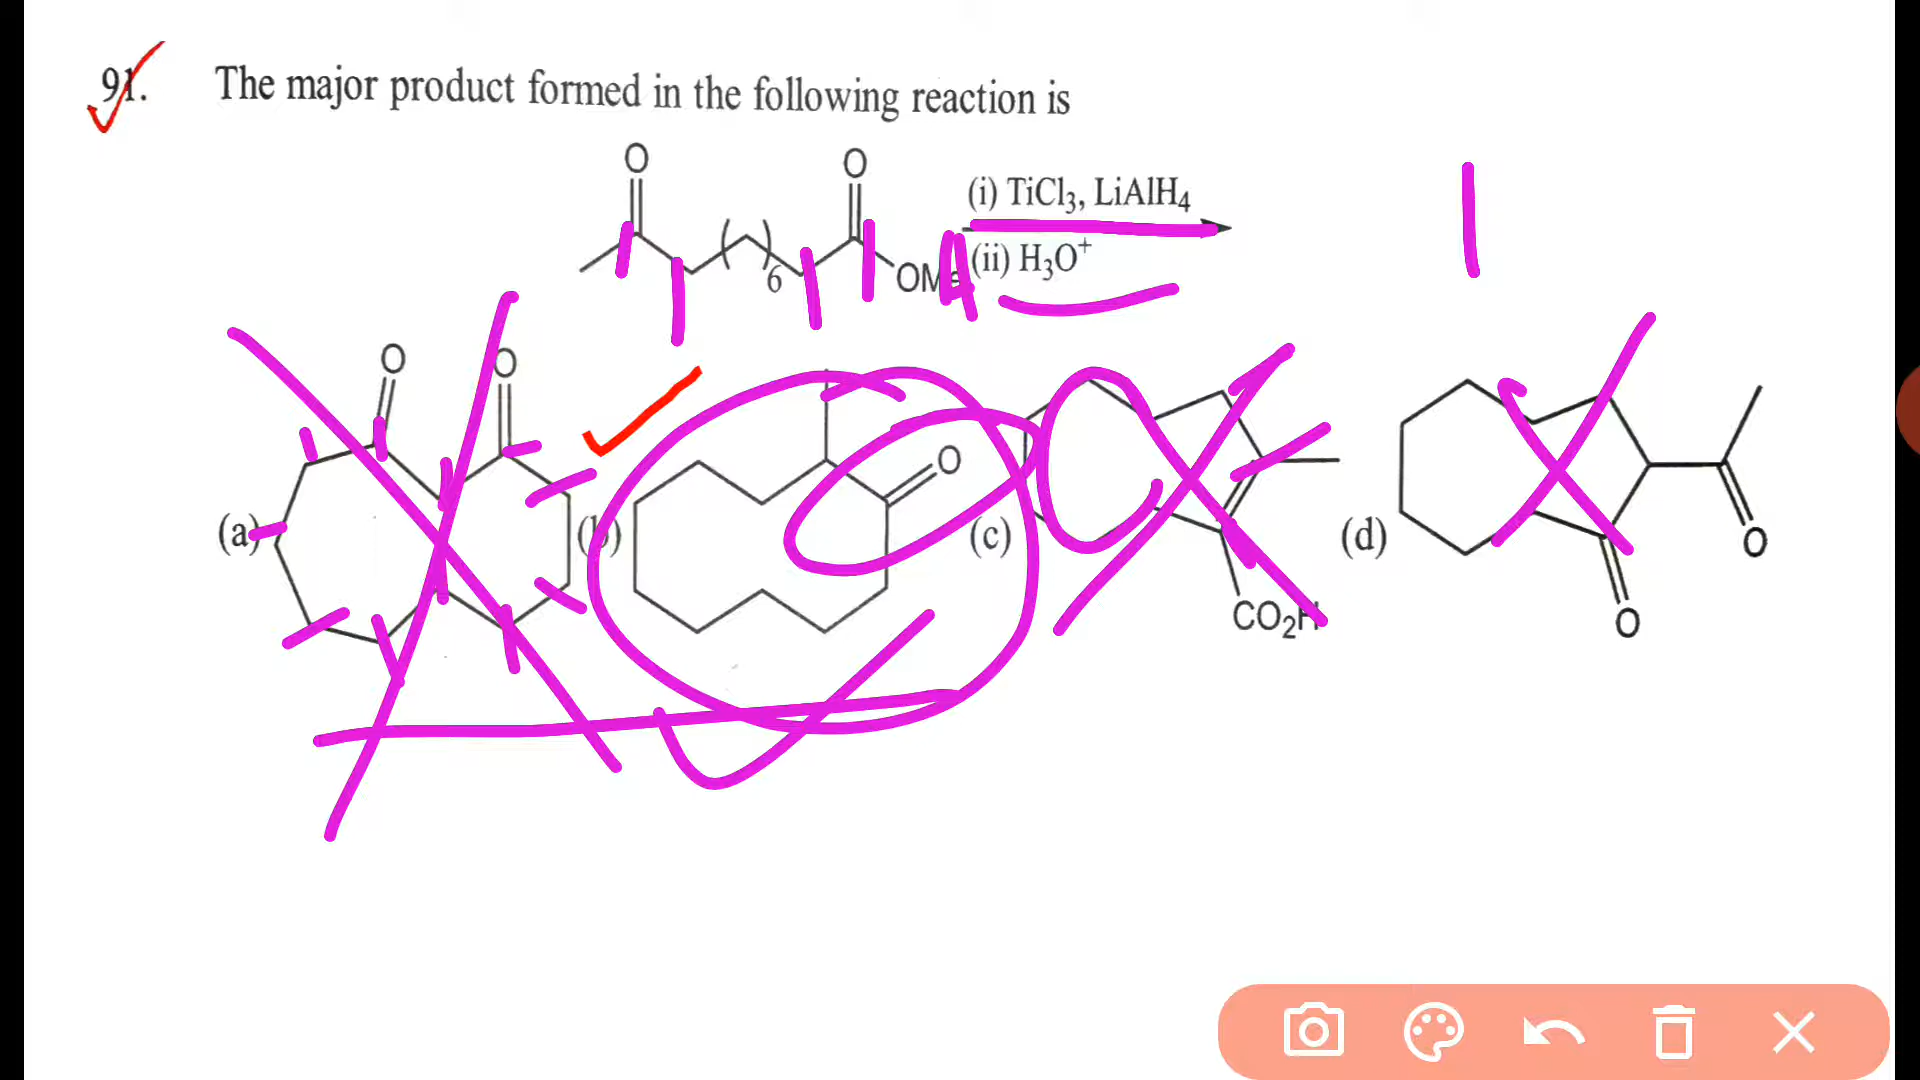 91. The major product formed in the following reaction is
O O
(i) TiCl₃, LiAlH₄
( )₆ OMe (ii) H₃O⁺
O O O
(a) (b) (c) (d) O
CO₂H O